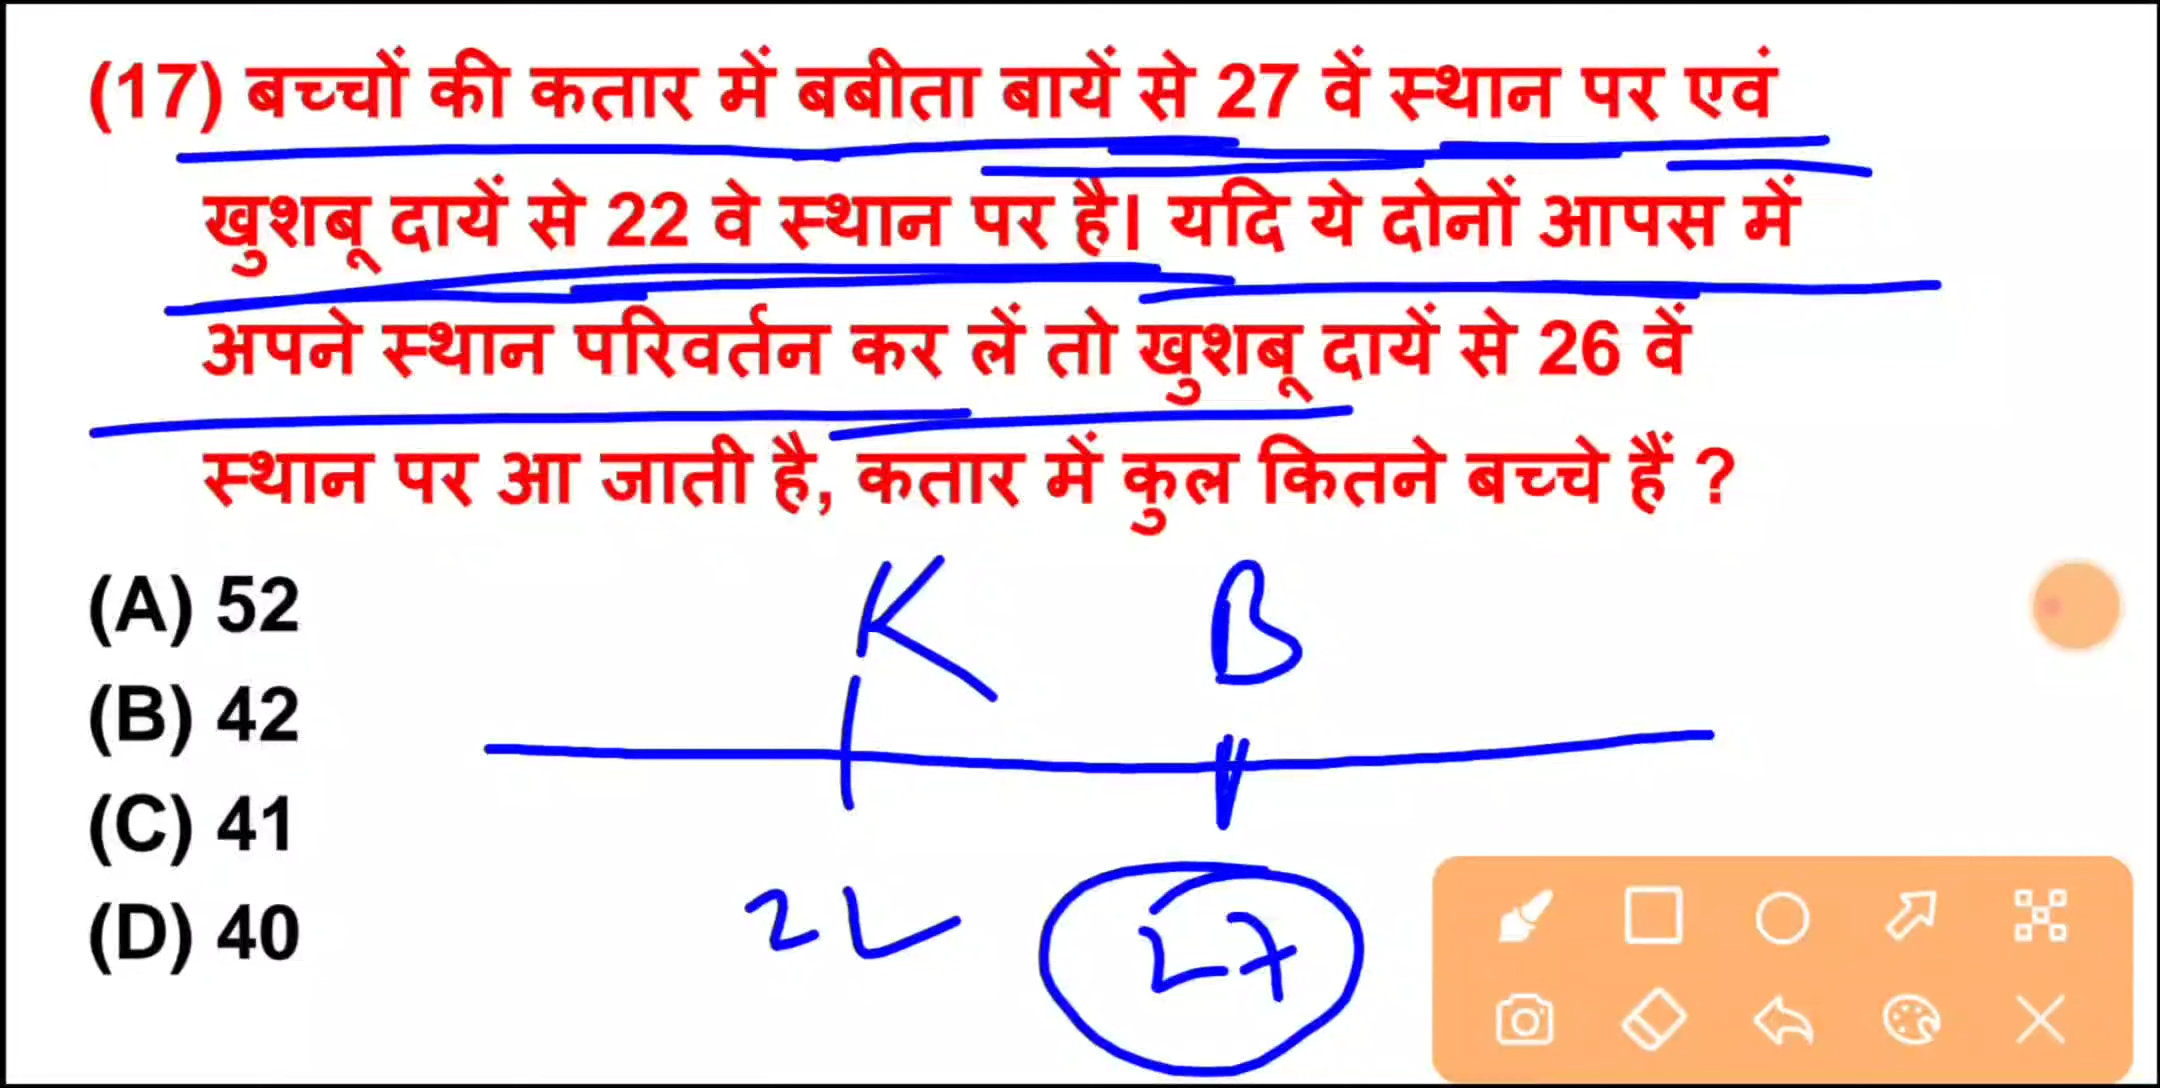 (17) बच्चों की कतार में बबीता बायें से 27 वें स्थान पर एवं
खुशबू दायें से 22 वे स्थान पर है। यदि ये दोनों आपस में
अपने स्थान परिवर्तन कर लें तो खुशबू दायें से 26 वें
स्थान पर आ जाती है, कतार में कुल कितने बच्चे हैं ?
(A) 52
(B) 42
(C) 41
(D) 40
K B
22 27